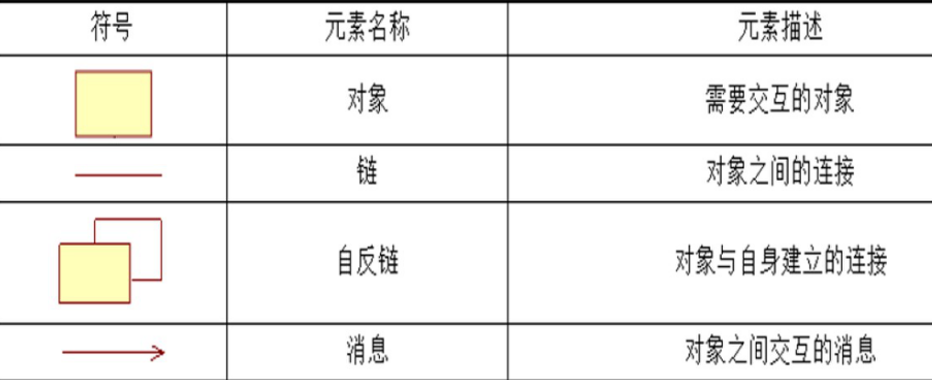 符号 元素名称 元素描述
对象 需要交互的对象
链 对象之间的连接
自反链 对象与自身建立的连接
消息 对象之间交互的消息